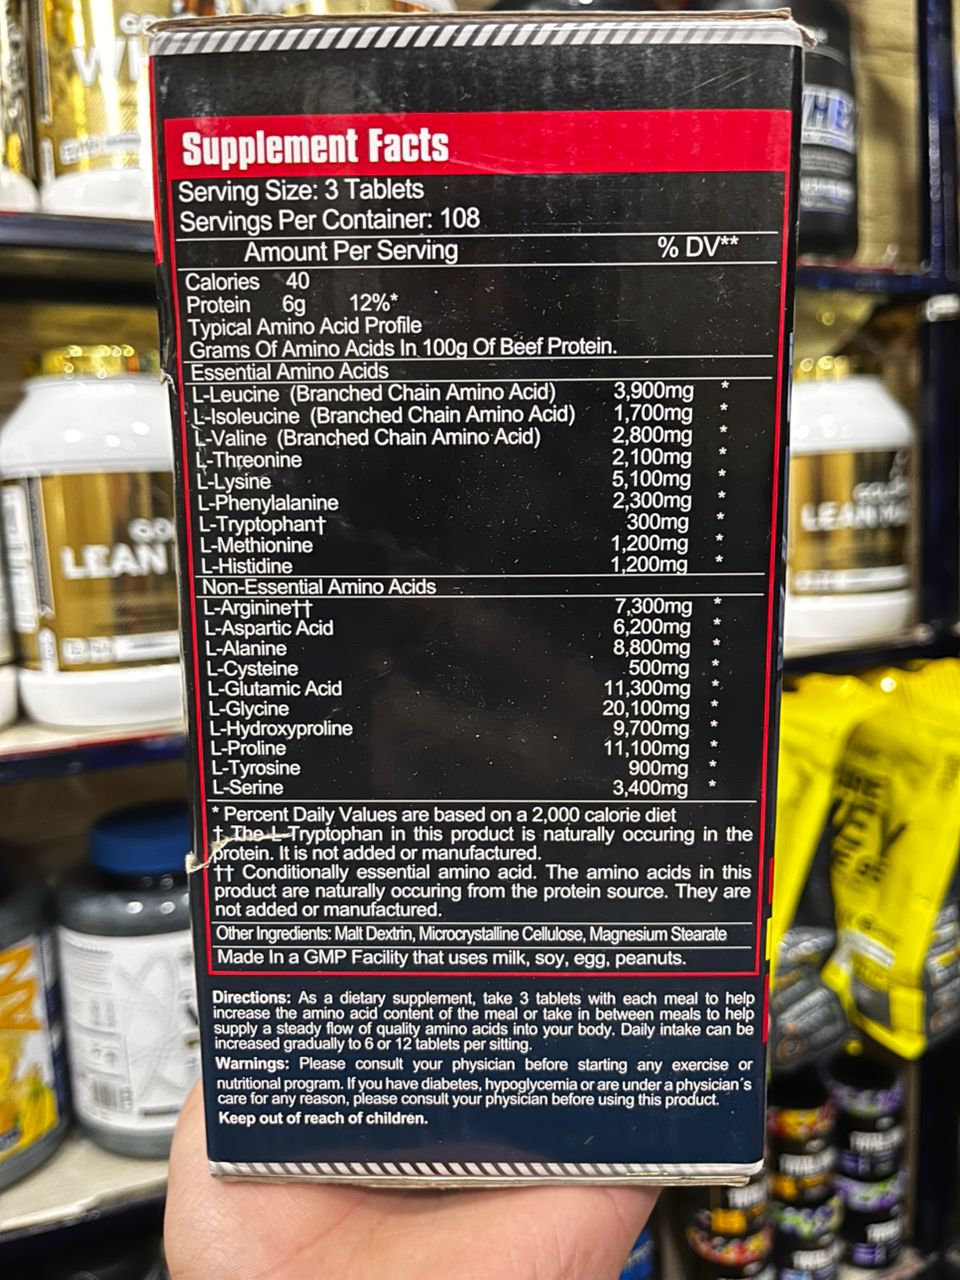 Supplement Facts
Serving Size: 3 Tablets
Servings Per Container: 108
Amount Per Serving % DV**
Calories 40
Protein 6g 12%*
Typical Amino Acid Profile
Grams Of Amino Acids In 100g Of Beef Protein.
Essential Amino Acids
L-Leucine (Branched Chain Amino Acid) 3,900mg *
L-Isoleucine (Branched Chain Amino Acid) 1,700mg *
L-Valine (Branched Chain Amino Acid) 2,800mg *
L-Threonine 2,100mg *
L-Lysine 5,100mg *
L-Phenylalanine 2,300mg *
L-Tryptophan† 300mg *
L-Methionine 1,200mg *
L-Histidine 1,200mg *
Non-Essential Amino Acids
L-Arginine†† 7,300mg *
L-Aspartic Acid 6,200mg *
L-Alanine 8,800mg *
L-Cysteine 500mg *
L-Glutamic Acid 11,300mg *
L-Glycine 20,100mg *
L-Hydroxyproline 9,700mg *
L-Proline 11,100mg *
L-Tyrosine 900mg *
L-Serine 3,400mg *
* Percent Daily Values are based on a 2,000 calorie diet
† The L-Tryptophan in this product is naturally occuring in the
protein. It is not added or manufactured.
†† Conditionally essential amino acid. The amino acids in this
product are naturally occuring from the protein source. They are
not added or manufactured.
Other Ingredients: Malt Dextrin, Microcrystalline Cellulose, Magnesium Stearate
Made In a GMP Facility that uses milk, soy, egg, peanuts.
Directions: As a dietary supplement, take 3 tablets with each meal to help
increase the amino acid content of the meal or take in between meals to help
supply a steady flow of quality amino acids into your body. Daily intake can be
increased gradually to 6 or 12 tablets per sitting.
Warnings: Please consult your physician before starting any exercise or
nutritional program. If you have diabetes, hypoglycemia or are under a physician´s
care for any reason, please consult your physician before using this product.
Keep out of reach of children.
LEAN
LEAN